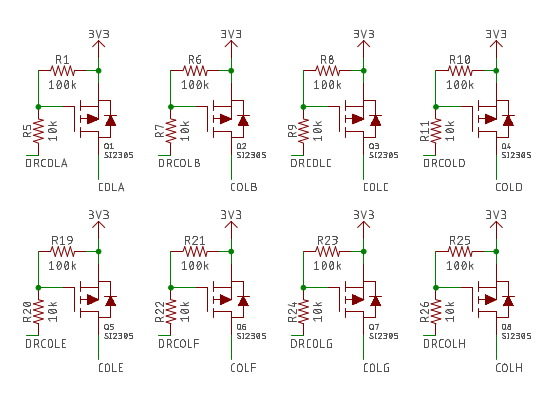 3V3 3V3 3V3 3V3
R1 R6 R8 R10
100k 100k 100k 100k
R5 10k R7 10k R9 10k R11 10k
Q1 Q2 Q3 Q4
SI2305 SI2305 SI2305 SI2305
DRCOLA DRCOLB DRCOLC DRCOLD
COLA COLB COLC COLD
3V3 3V3 3V3 3V3
R19 R21 R23 R25
100k 100k 100k 100k
R20 10k R22 10k R24 10k R26 10k
Q5 Q6 Q7 Q8
SI2305 SI2305 SI2305 SI2305
DRCOLE DRCOLF DRCOLG DRCOLH
COLE COLF COLG COLH